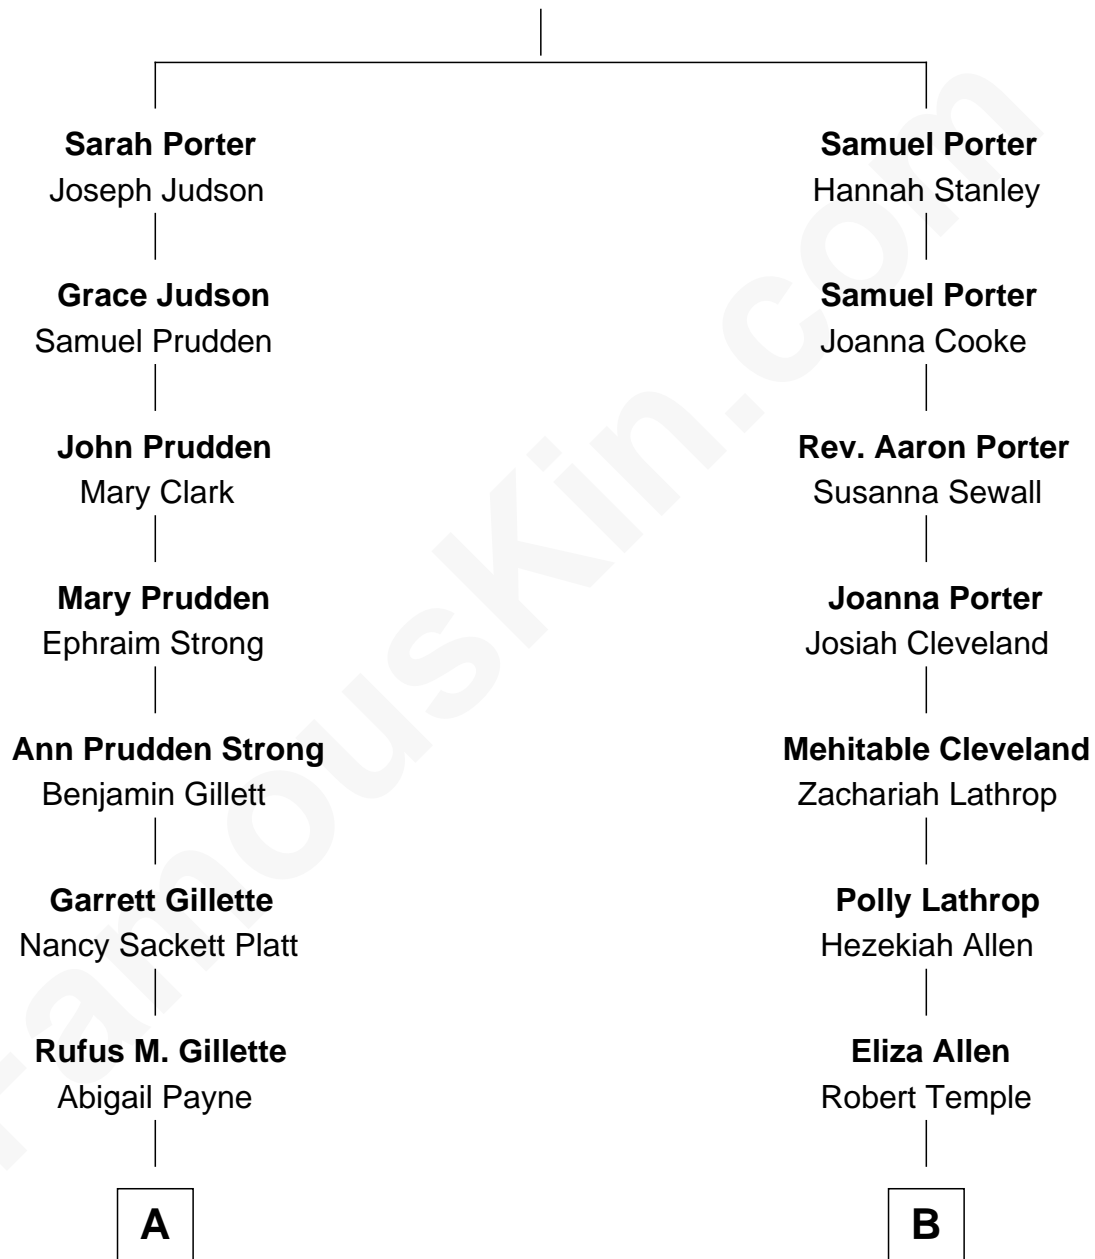 Sarah Porter
Joseph Judson
Grace Judson
Samuel Prudden
John Prudden
Mary Clark
Mary Prudden
Ephraim Strong
Ann Prudden Strong
Benjamin Gillett
Garrett Gillette
Nancy Sackett Platt
Rufus M. Gillette
Abigail Payne
A
Samuel Porter
Hannah Stanley
Samuel Porter
Joanna Cooke
Rev. Aaron Porter
Susanna Sewall
Joanna Porter
Josiah Cleveland
Mehitable Cleveland
Zachariah Lathrop
Polly Lathrop
Hezekiah Allen
Eliza Allen
Robert Temple
B
FamousKin.com